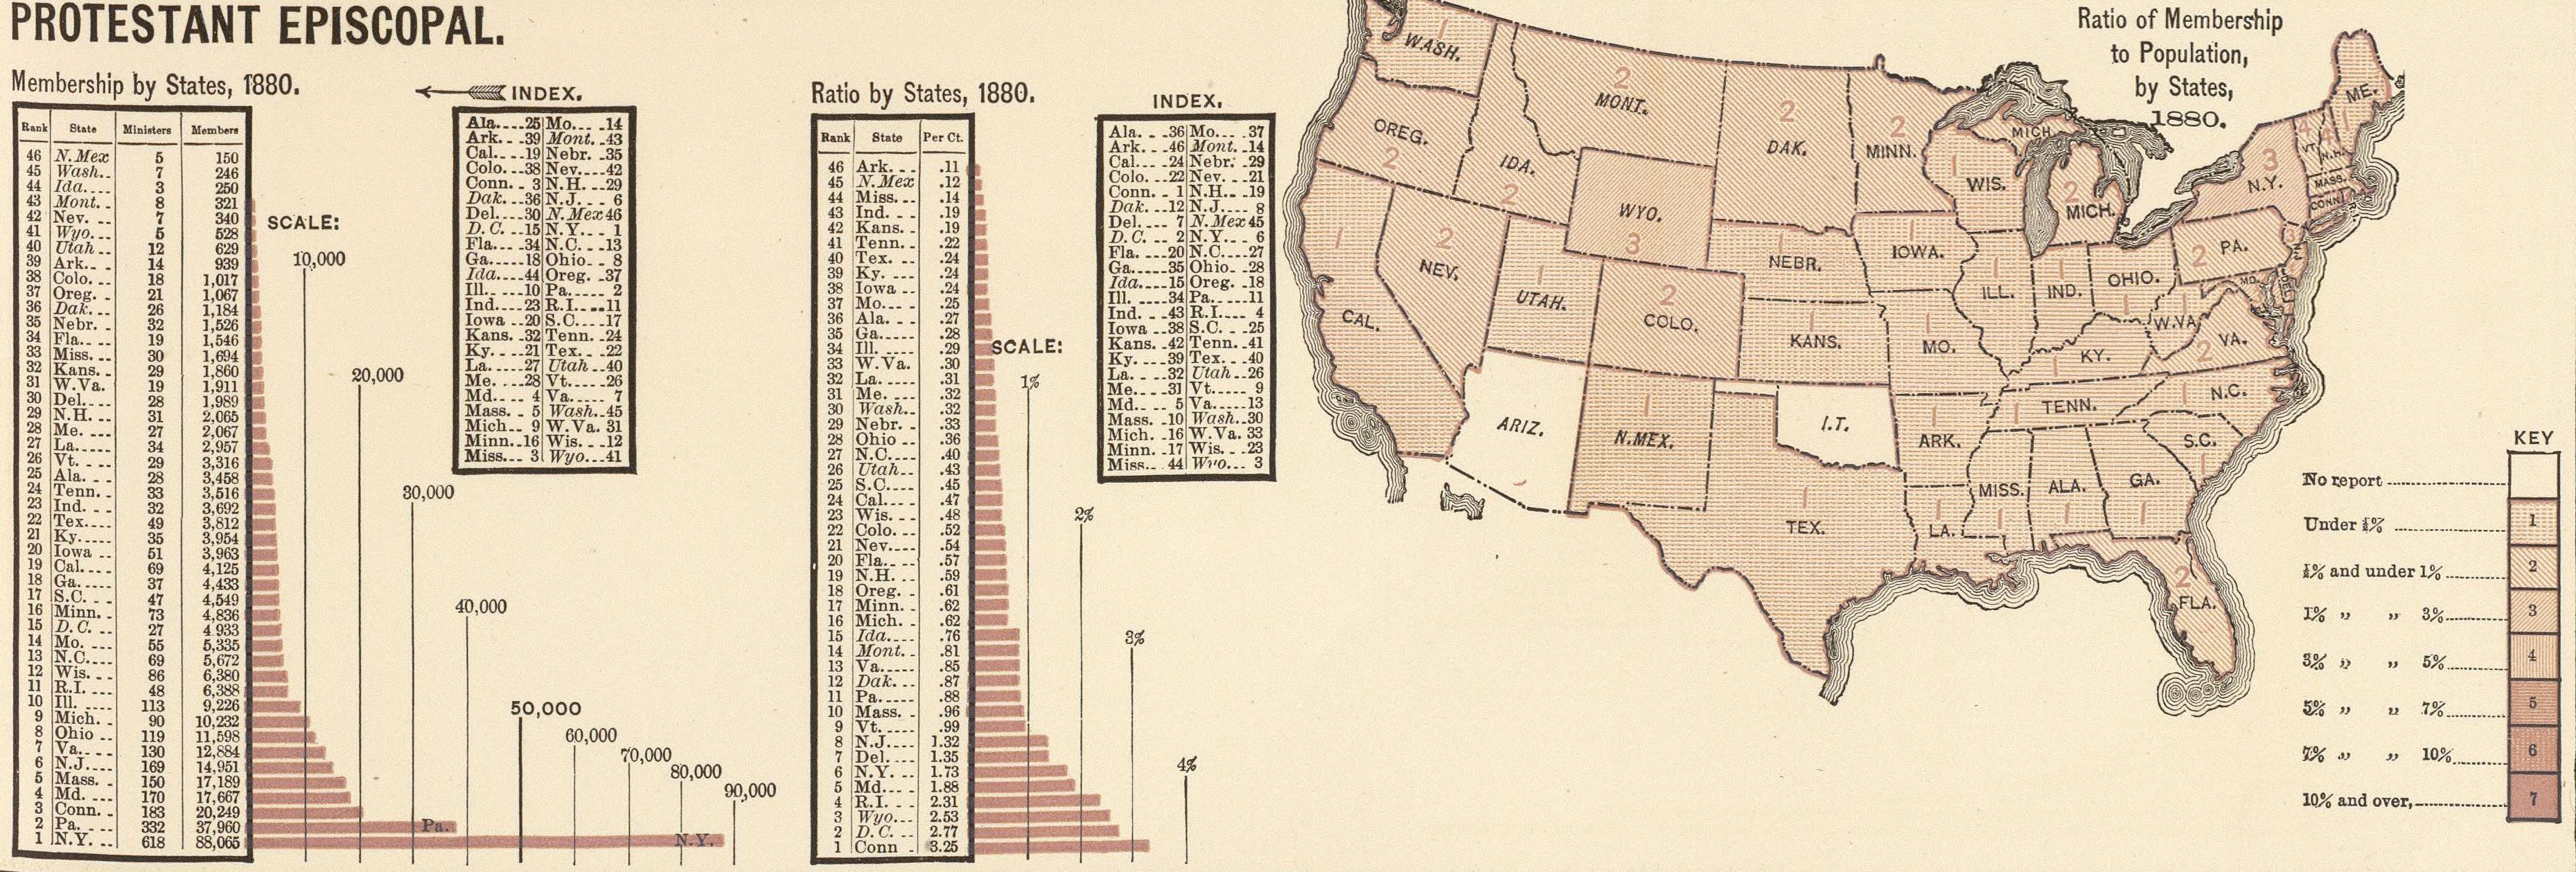 PROTESTANT EPISCOPAL.
Membership by States, 1880.
Rank State Ministers Members
46 N.Mex 5 150
45 Wash.. 7 246
44 Ida.... 3 250
43 Mont.. 8 321
42 Nev... 7 340
41 Wyo... 5 528
40 Utah .. 12 629
39 Ark... 14 939
38 Colo... 18 1,017
37 Oreg. . 21 1,067
36 Dak... 26 1,184
35 Nebr. . 32 1,526
34 Fla.... 19 1,546
33 Miss... 30 1,694
32 Kans. . 29 1,860
31 W.Va. 19 1,911
30 Del.... 28 1,989
29 N.H... 31 2,065
28 Me. ... 27 2,067
27 La..... 34 2,957
26 Vt. ... 29 3,316
25 Ala. .. 28 3,458
24 Tenn. . 33 3,516
23 Ind. .. 32 3,692
22 Tex.... 49 3,812
21 Ky..... 35 3,954
20 Iowa .. 51 3,963
19 Cal. .. 69 4,125
18 Ga..... 37 4,433
17 S.C. .. 47 4,549
16 Minn. . 73 4,836
15 D.C. .. 27 4 933
14 Mo. ... 55 5,335
13 N.C.... 69 5,672
12 Wis. .. 86 6,380
11 R.I. .. 48 6,388
10 Ill. ... 113 9,226
9 Mich. . 90 10,232
8 Ohio .. 119 11,598
7 Va..... 130 12,884
6 N.J.... 169 14,951
5 Mass. . 150 17,189
4 Md. ... 170 17,667
3 Conn. . 183 20,249
2 Pa. ... 332 37,960
1 N.Y. .. 618 88,065
SCALE:
10,000
20,000
30,000
40,000
50,000
60,000
70,000
80,000
90,000
Pa.
N.Y.
INDEX.
Ala....25 Mo... .14
Ark. ..39 Mont. .43
Cal....19 Nebr. ..35
Colo...38 Nev....42
Conn. . 3 N.H...29
Dak...36 N.J... 6
Del....30 N.Mex 46
D.C. ..15 N.Y... 1
Fla....34 N.C...13
Ga.....18 Ohio.. 8
Ida....44 Oreg. .37
Ill.....10 Pa..... 2
Ind....23 R.I....11
Iowa ..20 S.C....17
Kans. .32 Tenn. .24
Ky.....21 Tex...22
La.....27 Utah ..40
Me....28 Vt.....26
Md.... 4 Va..... 7
Mass. . 5 Wash..45
Mich.. 9 W.Va. 31
Minn..16 Wis...12
Miss... 3 Wyo...41
Ratio by States, 1880.
Rank State Per Ct.
46 Ark. .. .11
45 N.Mex .12
44 Miss... .14
43 Ind. .. .19
42 Kans. . .19
41 Tenn. . .22
40 Tex. .. .24
39 Ky. ... .24
38 Iowa .. .24
37 Mo.... .25
36 Ala. .. .27
35 Ga..... .28
34 Ill. ... .29
33 W.Va. .30
32 La..... .31
31 Me.... .32
30 Wash.. .32
29 Nebr. . .33
28 Ohio .. .36
27 N.C.... .40
26 Utah.. .43
25 S.C.... .45
24 Cal. .. .47
23 Wis. .. .48
22 Colo. .. .52
21 Nev.... .54
20 Fla. .. .57
19 N.H. .. .59
18 Oreg. . .61
17 Minn. . .62
16 Mich. . .62
15 Ida.... .76
14 Mont. . .81
13 Va..... .85
12 Dak. .. .87
11 Pa..... .88
10 Mass. . .96
9 Vt. ... .99
8 N.J.... 1.32
7 Del.... 1.35
6 N.Y. .. 1.73
5 Md.... 1.88
4 R.I. .. 2.31
3 Wyo... 2.53
2 D.C. .. 2.77
1 Conn . 3.25
SCALE:
1%
2%
3%
4%
INDEX.
Ala. ..36 Mo....37
Ark. ..46 Mont. .14
Cal....24 Nebr. .29
Colo...22 Nev...21
Conn. . 1 N.H...19
Dak...12 N.J... 8
Del.... 7 N.Mex 45
D.C. .. 2 N.Y... 6
Fla...20 N.C....27
Ga.....35 Ohio ..28
Ida....15 Oreg. .18
Ill.....34 Pa.....11
Ind....43 R.I.... 4
Iowa ..38 S.C...25
Kans. .42 Tenn..41
Ky.....39 Tex...40
La. ...32 Utah ..26
Me....31 Vt..... 9
Md.... 5 Va.....13
Mass. .10 Wash..30
Mich. .16 W.Va. 33
Minn..17 Wis...23
Miss.. 44 Wyo... 3
Ratio of Membership
to Population,
by States,
1880.
1 WASH.
OREG. 2
2 MONT.
IDA. 2
WYO. 3
2 DAK.
2 MINN.
1 WIS.
MICH.
2 MICH.
1 CAL.
2 NEV.
1 UTAH.
2 COLO.
1 NEBR.
1 KANS.
1 IOWA.
1 MO.
1 ILL.
1 IND.
OHIO. 1
1 KY.
1 TENN.
1 W.VA.
VA. 2
1 N.C.
S.C. 1
GA. 1
ALA. 1
MISS. 1
1 LA.
1 ARK.
I.T.
1 TEX.
1 N.MEX.
ARIZ.
2 FLA.
2 PA.
3 N.Y.
3 N.J.
MD.
DEL.
4 VT.
N.H.
MASS.
CONN.
ME. 1
KEY
No report
Under ½% 1
½% and under 1% 2
1% „ „ 3% 3
3% „ „ 5% 4
5% „ „ 7% 5
7% „ „ 10% 6
10% and over, 7